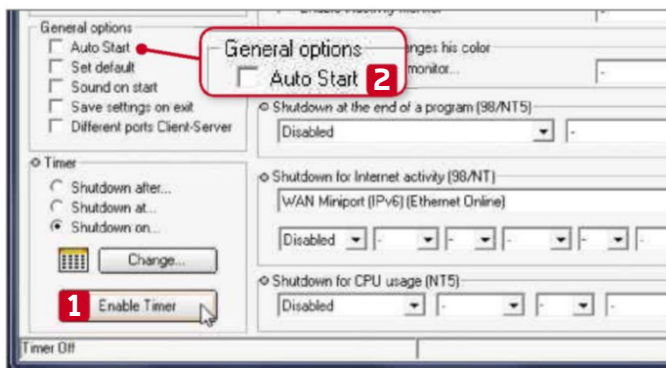 General options
Auto Start
Set default
Sound on start
Save settings on exit
Different ports Client-Server
General options
Auto Start 2
anges his color
monitor...
-
Shutdown at the end of a program (98/NT5)
Disabled
-
Timer
Shutdown after...
Shutdown at...
Shutdown on...
Change...
1 Enable Timer
Shutdown for Internet activity (98/NT)
WAN Miniport (IPv6) (Ethernet Online)
Disabled - - - - -
Shutdown for CPU usage (NT5)
Disabled - - - -
Timer Off